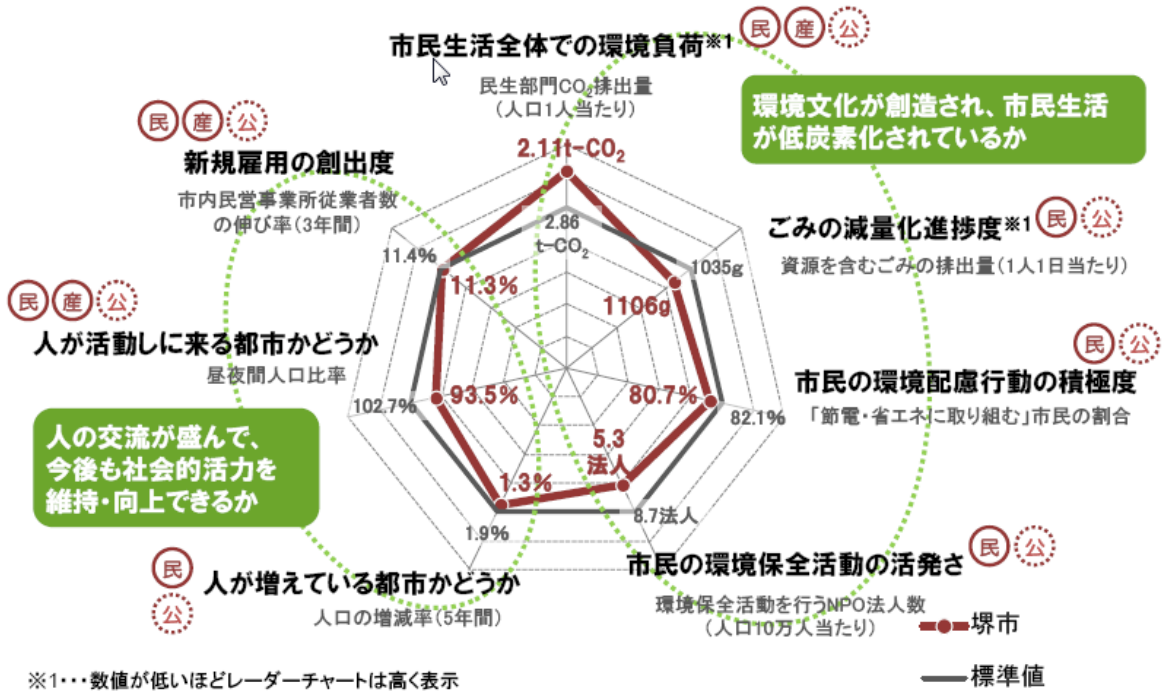 市民生活全体での環境負荷※1
民 産 公
民生部門CO₂排出量
(人口1人当たり)
環境文化が創造され、市民生活
が低炭素化されているか
民 産 公
新規雇用の創出度
市内民営事業所従業者数
の伸び率(3年間)
2.11t-CO₂
2.86
t-CO₂
民 公
ごみの減量化進捗度※1
資源を含むごみの排出量(1人1日当たり)
11.4%
11.3%
1035g
1106g
民 産 公
人が活動しに来る都市かどうか
昼夜間人口比率
民 公
市民の環境配慮行動の積極度
「節電・省エネに取り組む」市民の割合
102.7%
93.5%
80.7%
82.1%
人の交流が盛んで、
今後も社会的活力を
維持・向上できるか
5.3
法人
1.3%
1.9%
8.7法人
民
公
人が増えている都市かどうか
人口の増減率(5年間)
民 公
市民の環境保全活動の活発さ
環境保全活動を行うNPO法人数
(人口10万人当たり)
堺市
標準値
※1・・・数値が低いほどレーダーチャートは高く表示